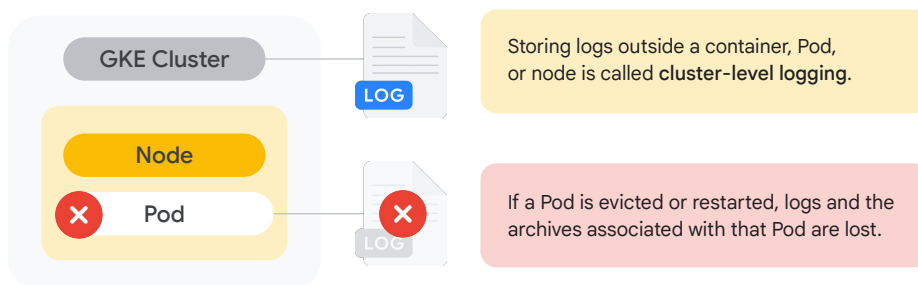 GKE Cluster
LOG
Storing logs outside a container, Pod,
or node is called cluster-level logging.
Node
Pod
LOG
If a Pod is evicted or restarted, logs and the
archives associated with that Pod are lost.